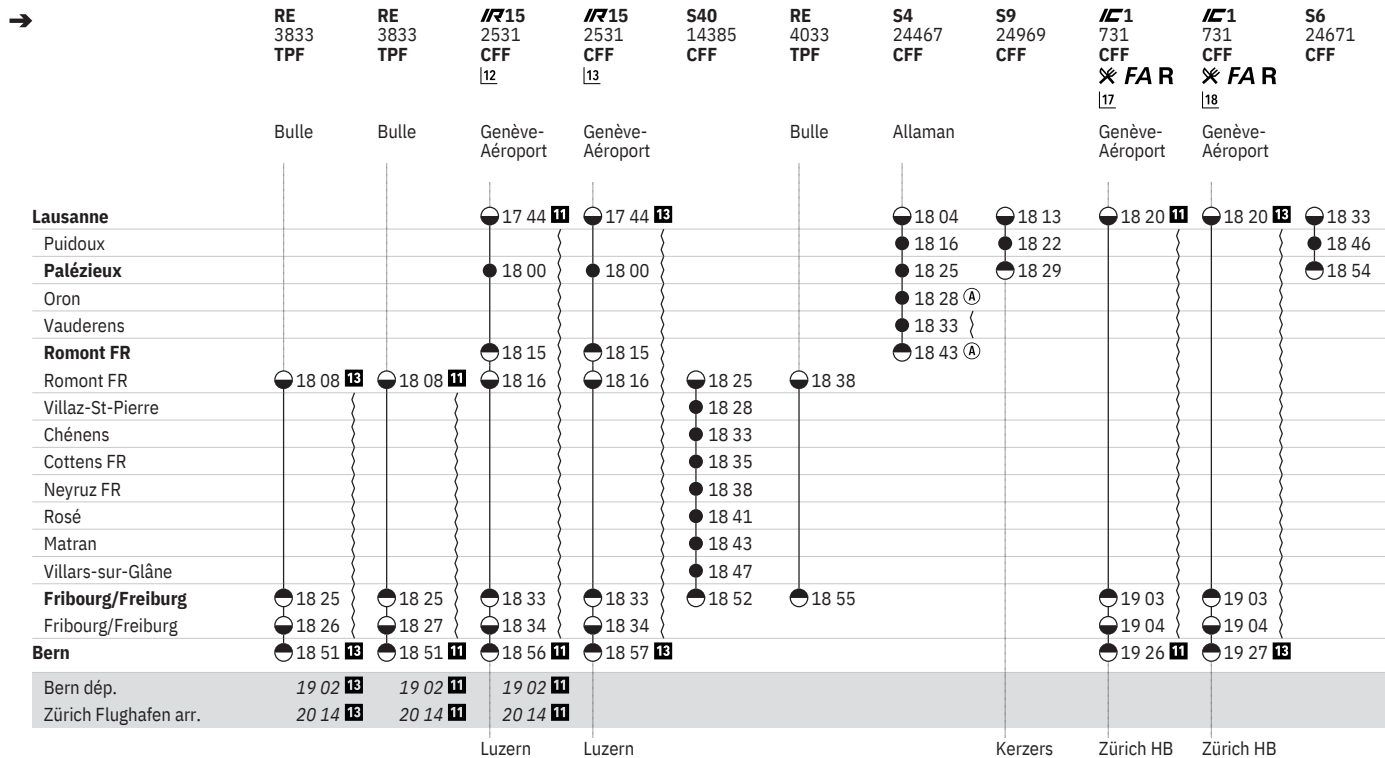 ➔ RE RE IR15 IR15 S40 RE S4 S9 IC1 IC1 S6
3833 3833 2531 2531 14385 4033 24467 24969 731 731 24671
TPF TPF CFF CFF CFF TPF CFF CFF CFF CFF CFF
12 13 FA R FA R
17 18
Bulle Bulle Genève- Genève- Bulle Allaman Genève- Genève-
Aéroport Aéroport Aéroport Aéroport
Lausanne 17 44 11 17 44 13 18 04 18 13 18 20 11 18 20 13 18 33
Puidoux 18 16 18 22 18 46
Palézieux 18 00 18 00 18 25 18 29 18 54
Oron 18 28 A
Vauderens 18 33
Romont FR 18 15 18 15 18 43 A
Romont FR 18 08 13 18 08 11 18 16 18 16 18 25 18 38
Villaz-St-Pierre 18 28
Chénens 18 33
Cottens FR 18 35
Neyruz FR 18 38
Rosé 18 41
Matran 18 43
Villars-sur-Glâne 18 47
Fribourg/Freiburg 18 25 18 25 18 33 18 33 18 52 18 55 19 03 19 03
Fribourg/Freiburg 18 26 18 27 18 34 18 34 19 04 19 04
Bern 18 51 13 18 51 11 18 56 11 18 57 13 19 26 11 19 27 13
Bern dép. 19 02 13 19 02 11 19 02 11
Zürich Flughafen arr. 20 14 13 20 14 11 20 14 11
Luzern Luzern Kerzers Zürich HB Zürich HB